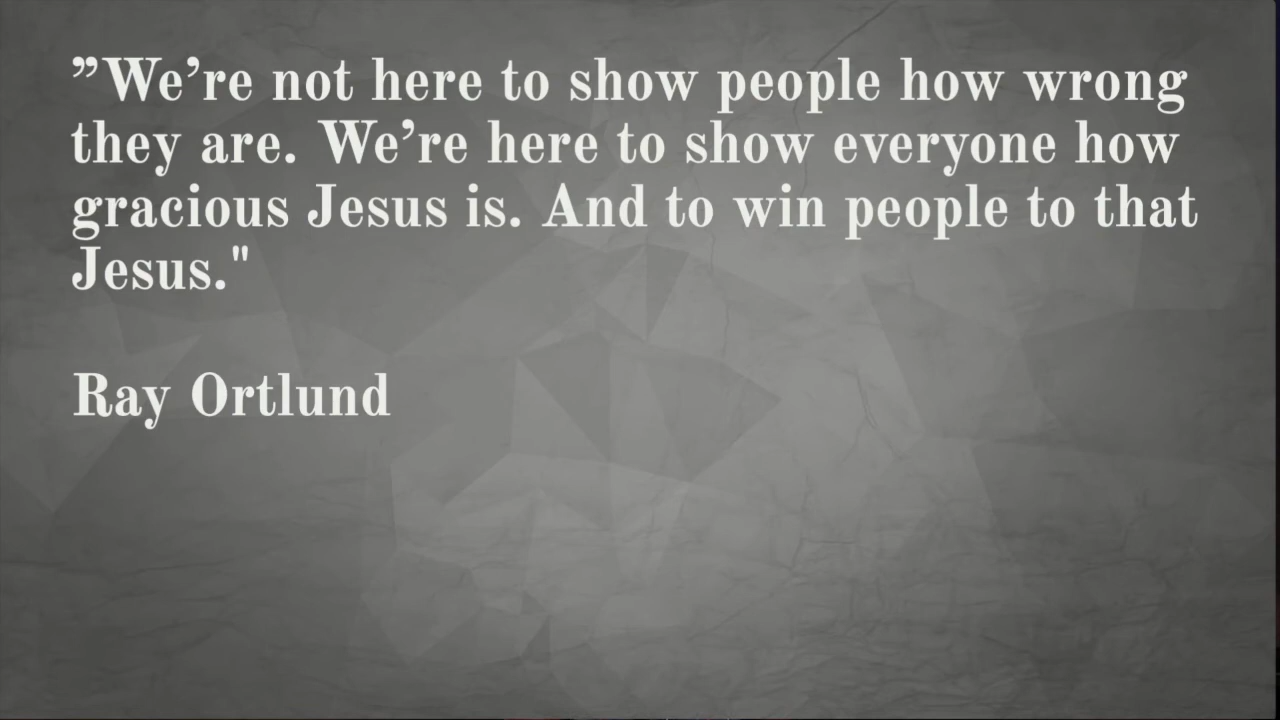 ”We’re not here to show people how wrong
they are. We’re here to show everyone how
gracious Jesus is. And to win people to that
Jesus."
Ray Ortlund